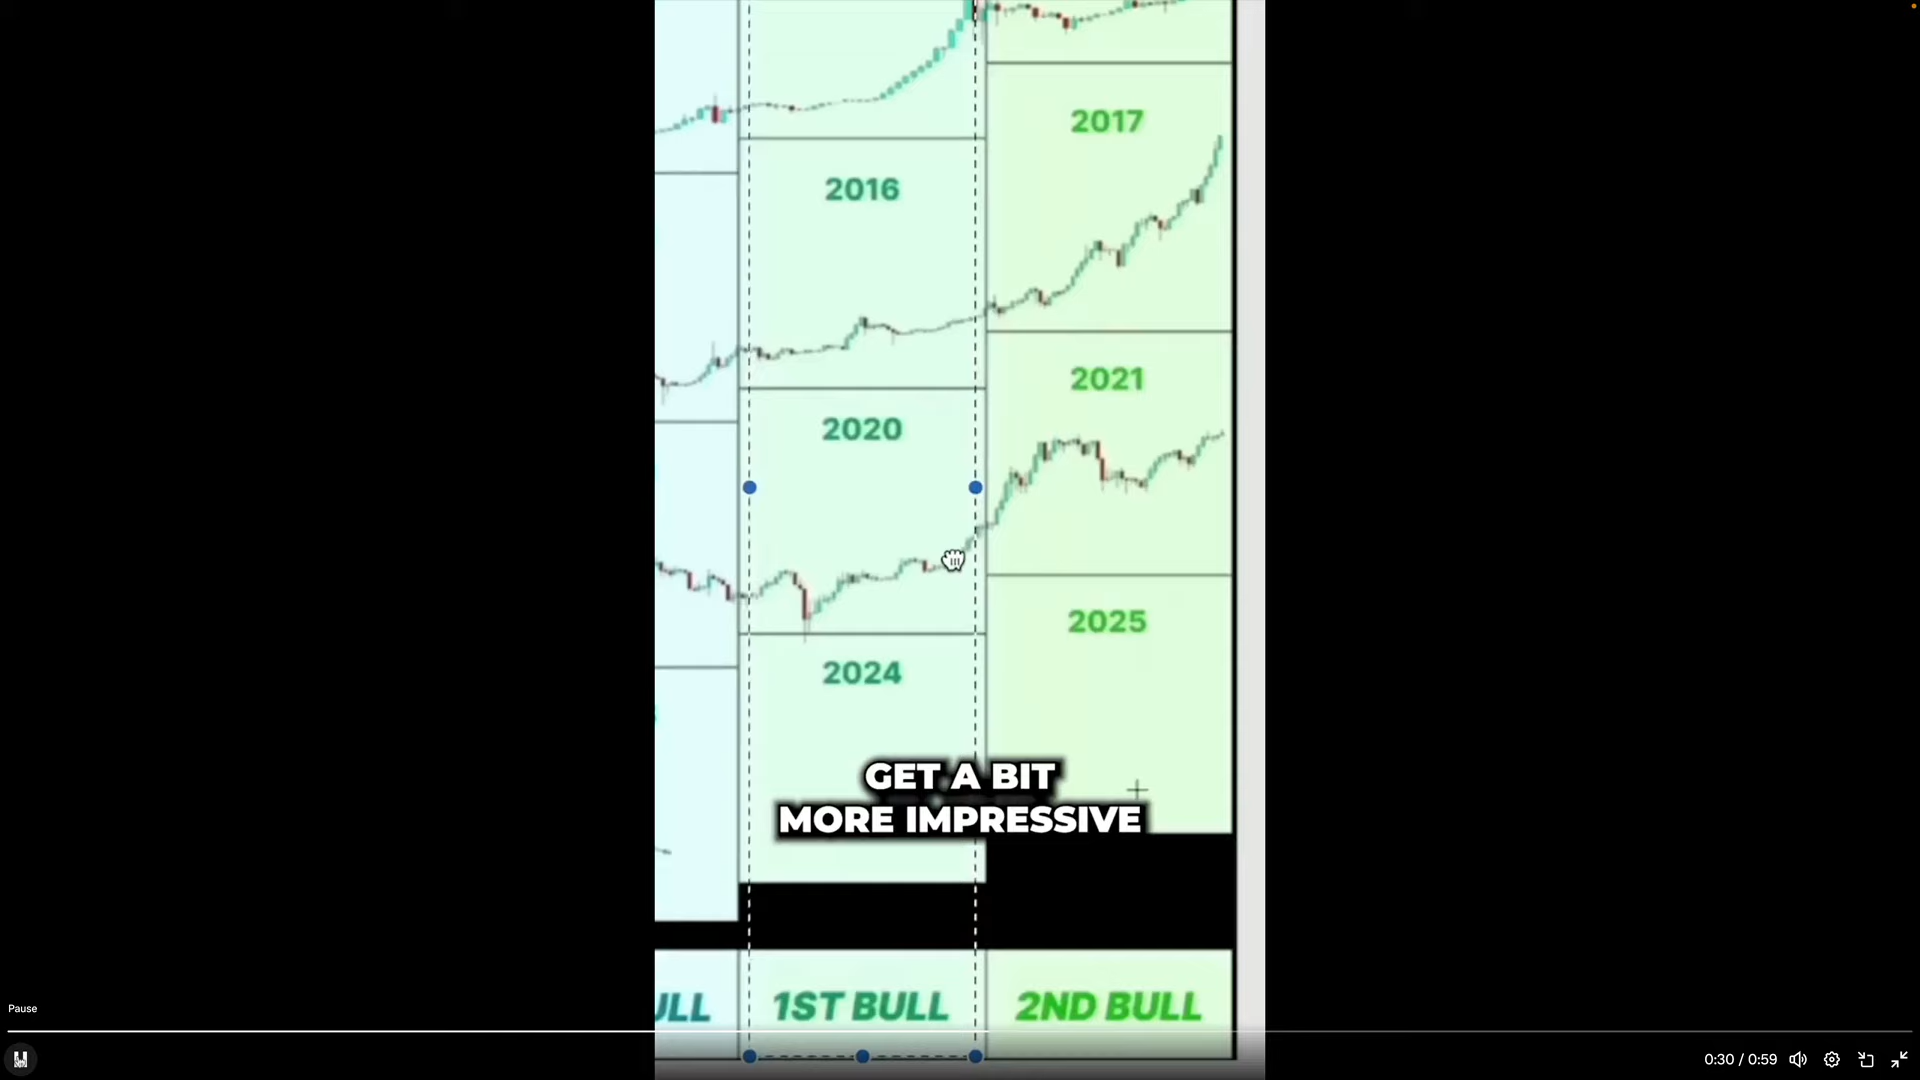 2017
2016
2021
2020
2025
2024
GET A BIT
MORE IMPRESSIVE
ULL
1ST BULL
2ND BULL
Pause
0:30 / 0:59